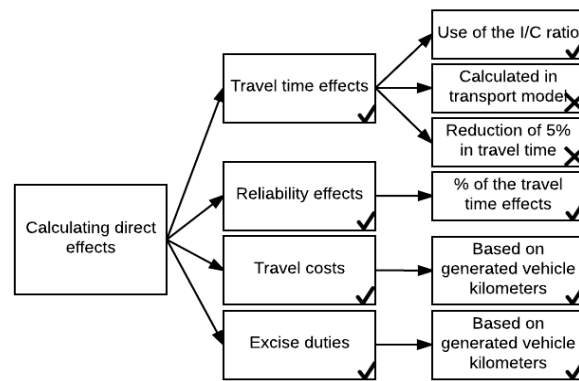 Use of the I/C ratio
Travel time effects
Calculated in
transport model
Reduction of 5%
in travel time
Calculating direct
effects
Reliability effects
% of the travel
time effects
Travel costs
Based on
generated vehicle
kilometers
Excise duties
Based on
generated vehicle
kilometers